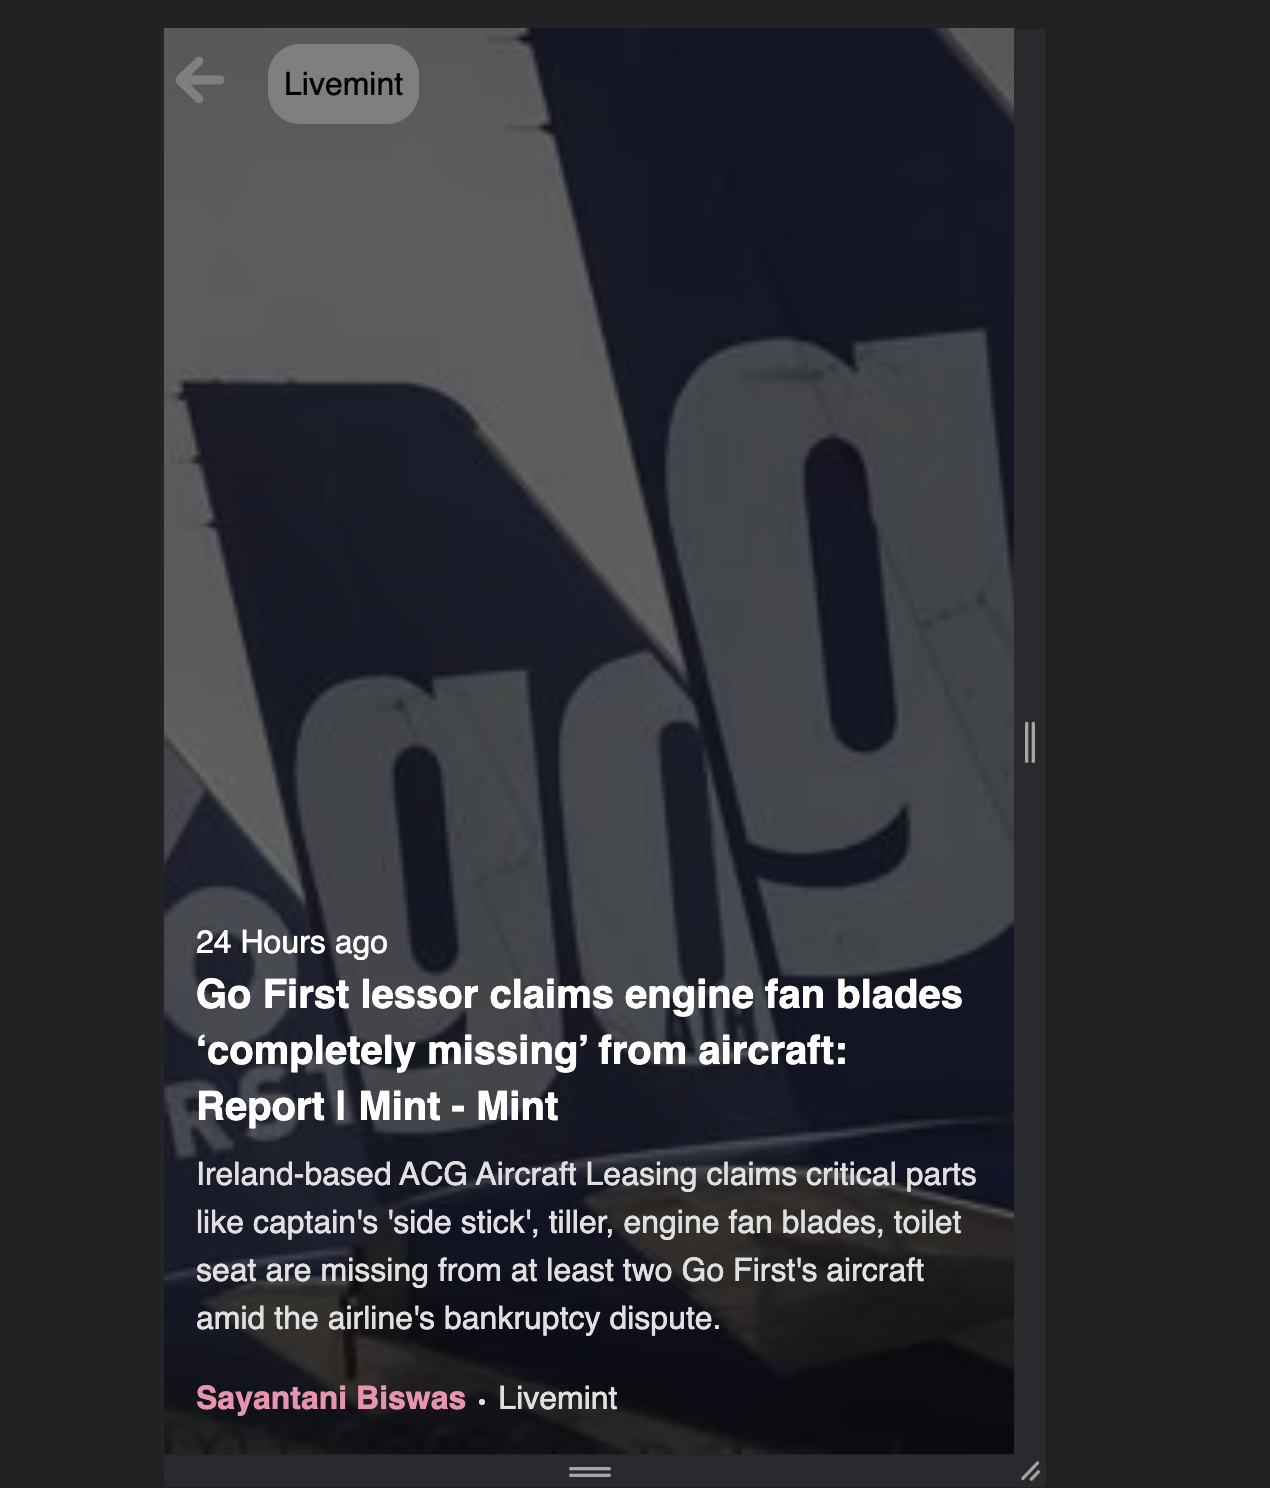 Livemint
g
g
o
RST
24 Hours ago
Go First lessor claims engine fan blades
‘completely missing’ from aircraft:
Report | Mint - Mint
Ireland-based ACG Aircraft Leasing claims critical parts
like captain's 'side stick', tiller, engine fan blades, toilet
seat are missing from at least two Go First's aircraft
amid the airline's bankruptcy dispute.
Sayantani Biswas • Livemint